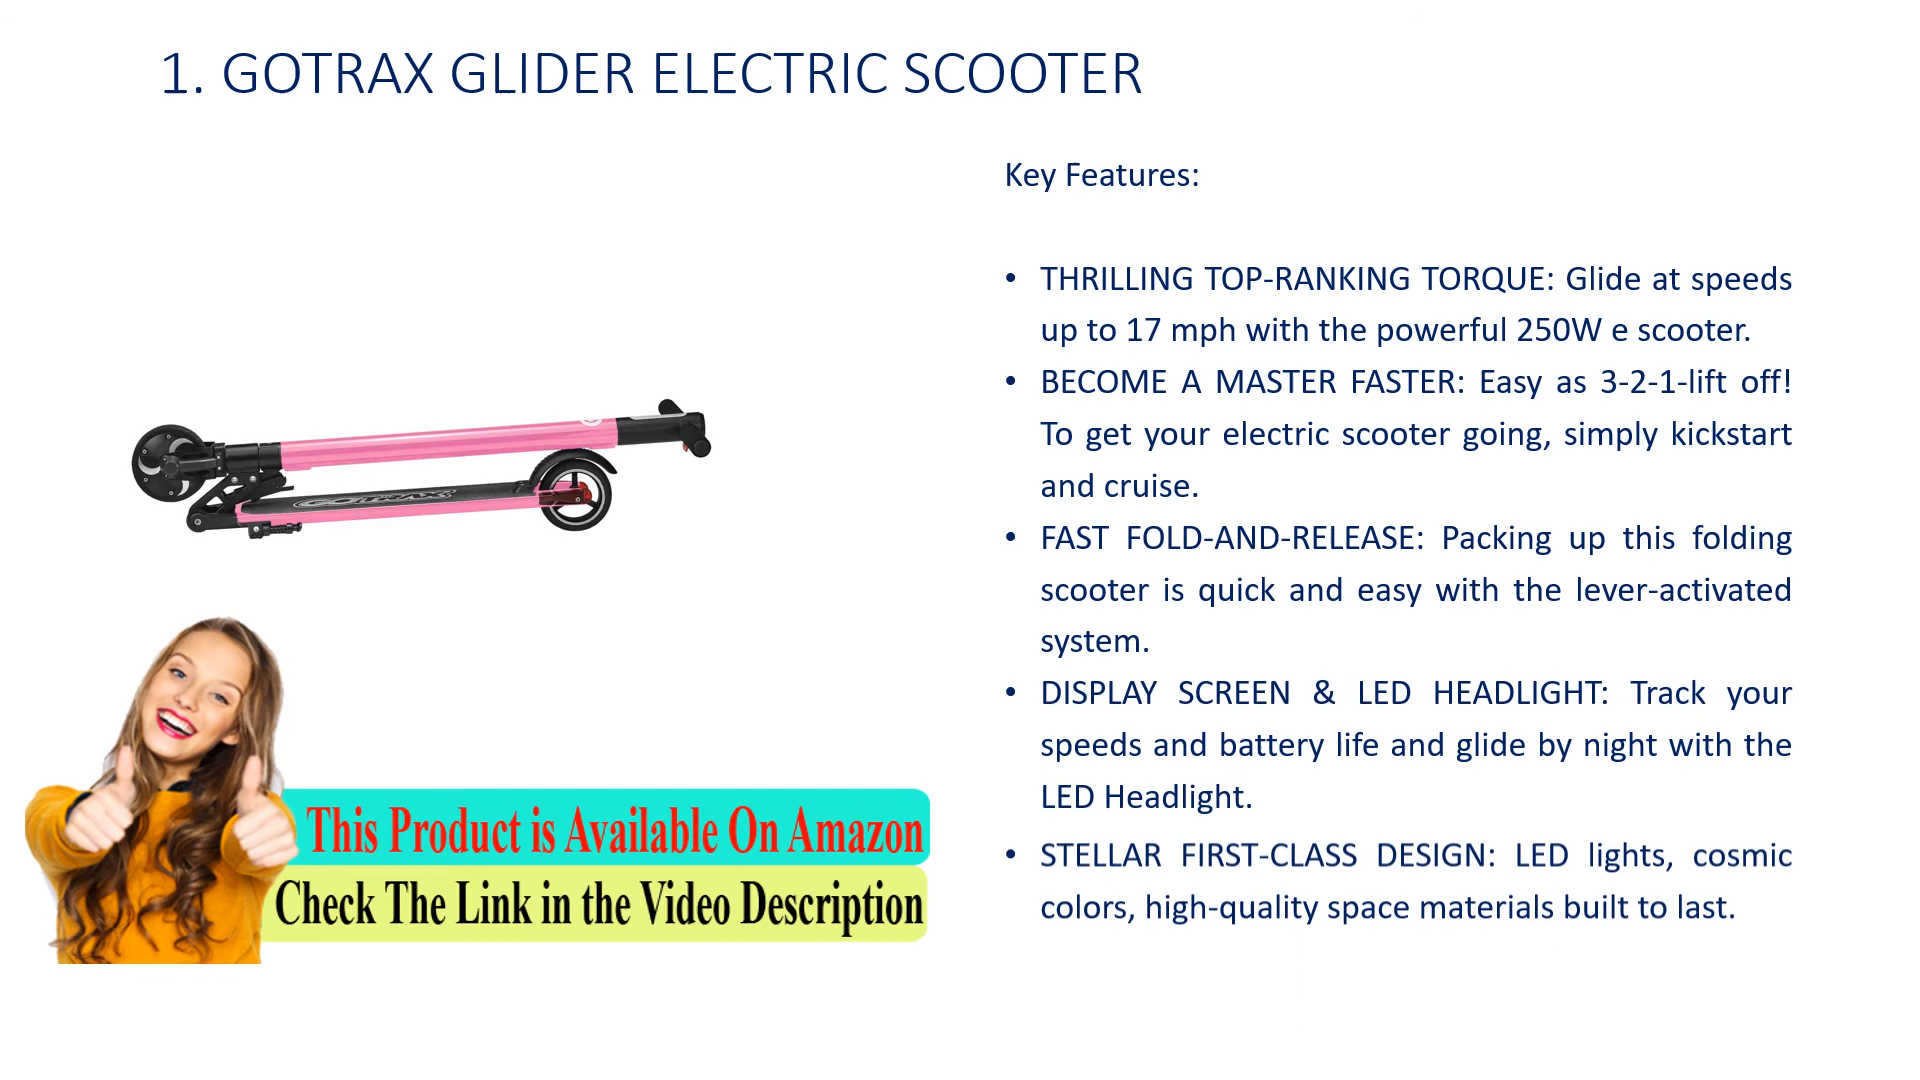 1. GOTRAX GLIDER ELECTRIC SCOOTER
Key Features:
• THRILLING TOP-RANKING TORQUE: Glide at speeds
up to 17 mph with the powerful 250W e scooter.
• BECOME A MASTER FASTER: Easy as 3-2-1-lift off!
To get your electric scooter going, simply kickstart
and cruise.
• FAST FOLD-AND-RELEASE: Packing up this folding
scooter is quick and easy with the lever-activated
system.
• DISPLAY SCREEN & LED HEADLIGHT: Track your
speeds and battery life and glide by night with the
LED Headlight.
• STELLAR FIRST-CLASS DESIGN: LED lights, cosmic
colors, high-quality space materials built to last.
GOTRAX
This Product is Available On Amazon
Check The Link in the Video Description